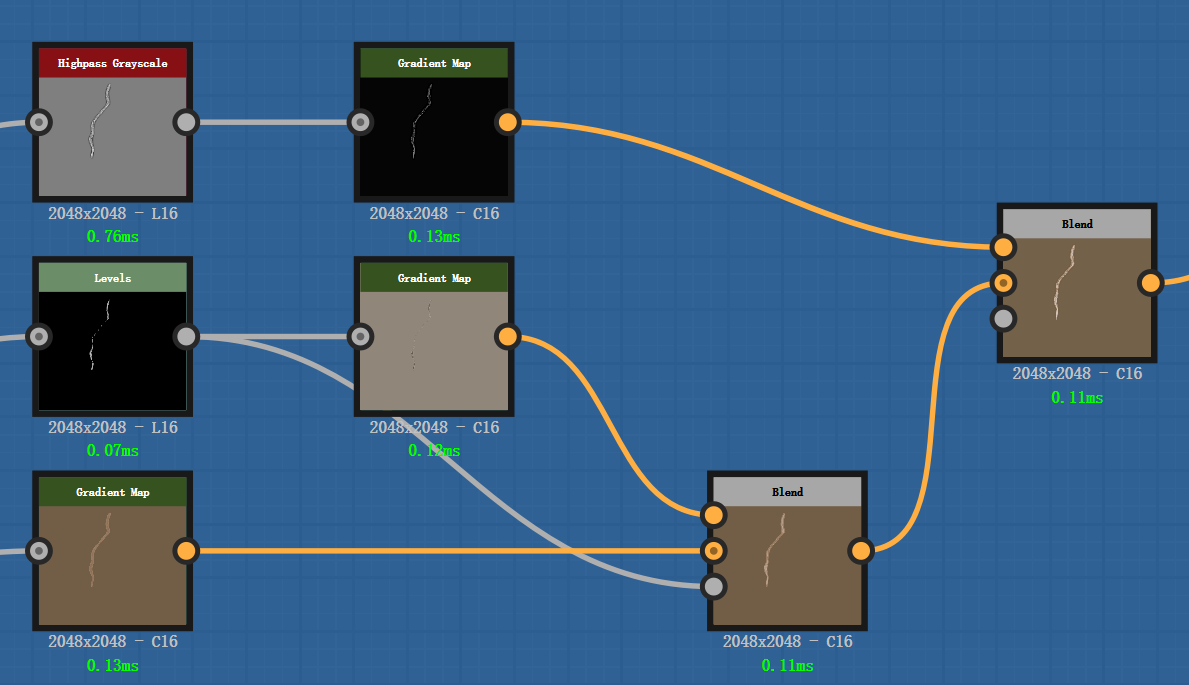 Highpass Grayscale
2048x2048 - L16
0.76ms
Gradient Map
2048x2048 - C16
0.13ms
Levels
2048x2048 - L16
0.07ms
Gradient Map
2048x2048 - C16
0.12ms
Blend
2048x2048 - C16
0.11ms
Gradient Map
2048x2048 - C16
0.13ms
Blend
2048x2048 - C16
0.11ms